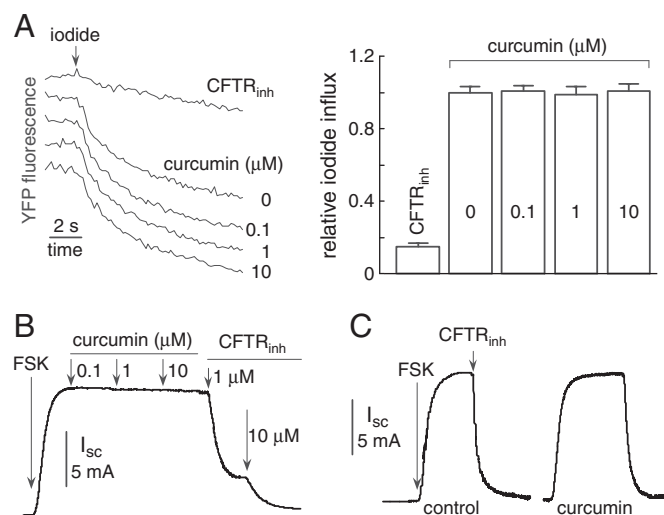 A
iodide
CFTRinh
YFP fluorescence
curcumin (μM)
0
0.1
1
10
2 s
time
relative iodide influx
1.2
0.8
0.4
0
curcumin (μM)
CFTRinh
0
0.1
1
10
B
curcumin (μM)
CFTRinh
FSK
0.1
1
10
1 μM
10 μM
Isc
5 mA
C
CFTRinh
FSK
Isc
5 mA
control
curcumin